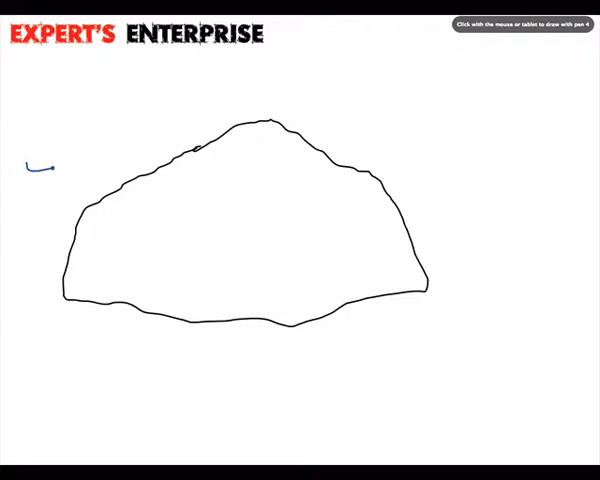 EXPERT'S ENTERPRISE
Click with the mouse or tablet to draw with pen 4